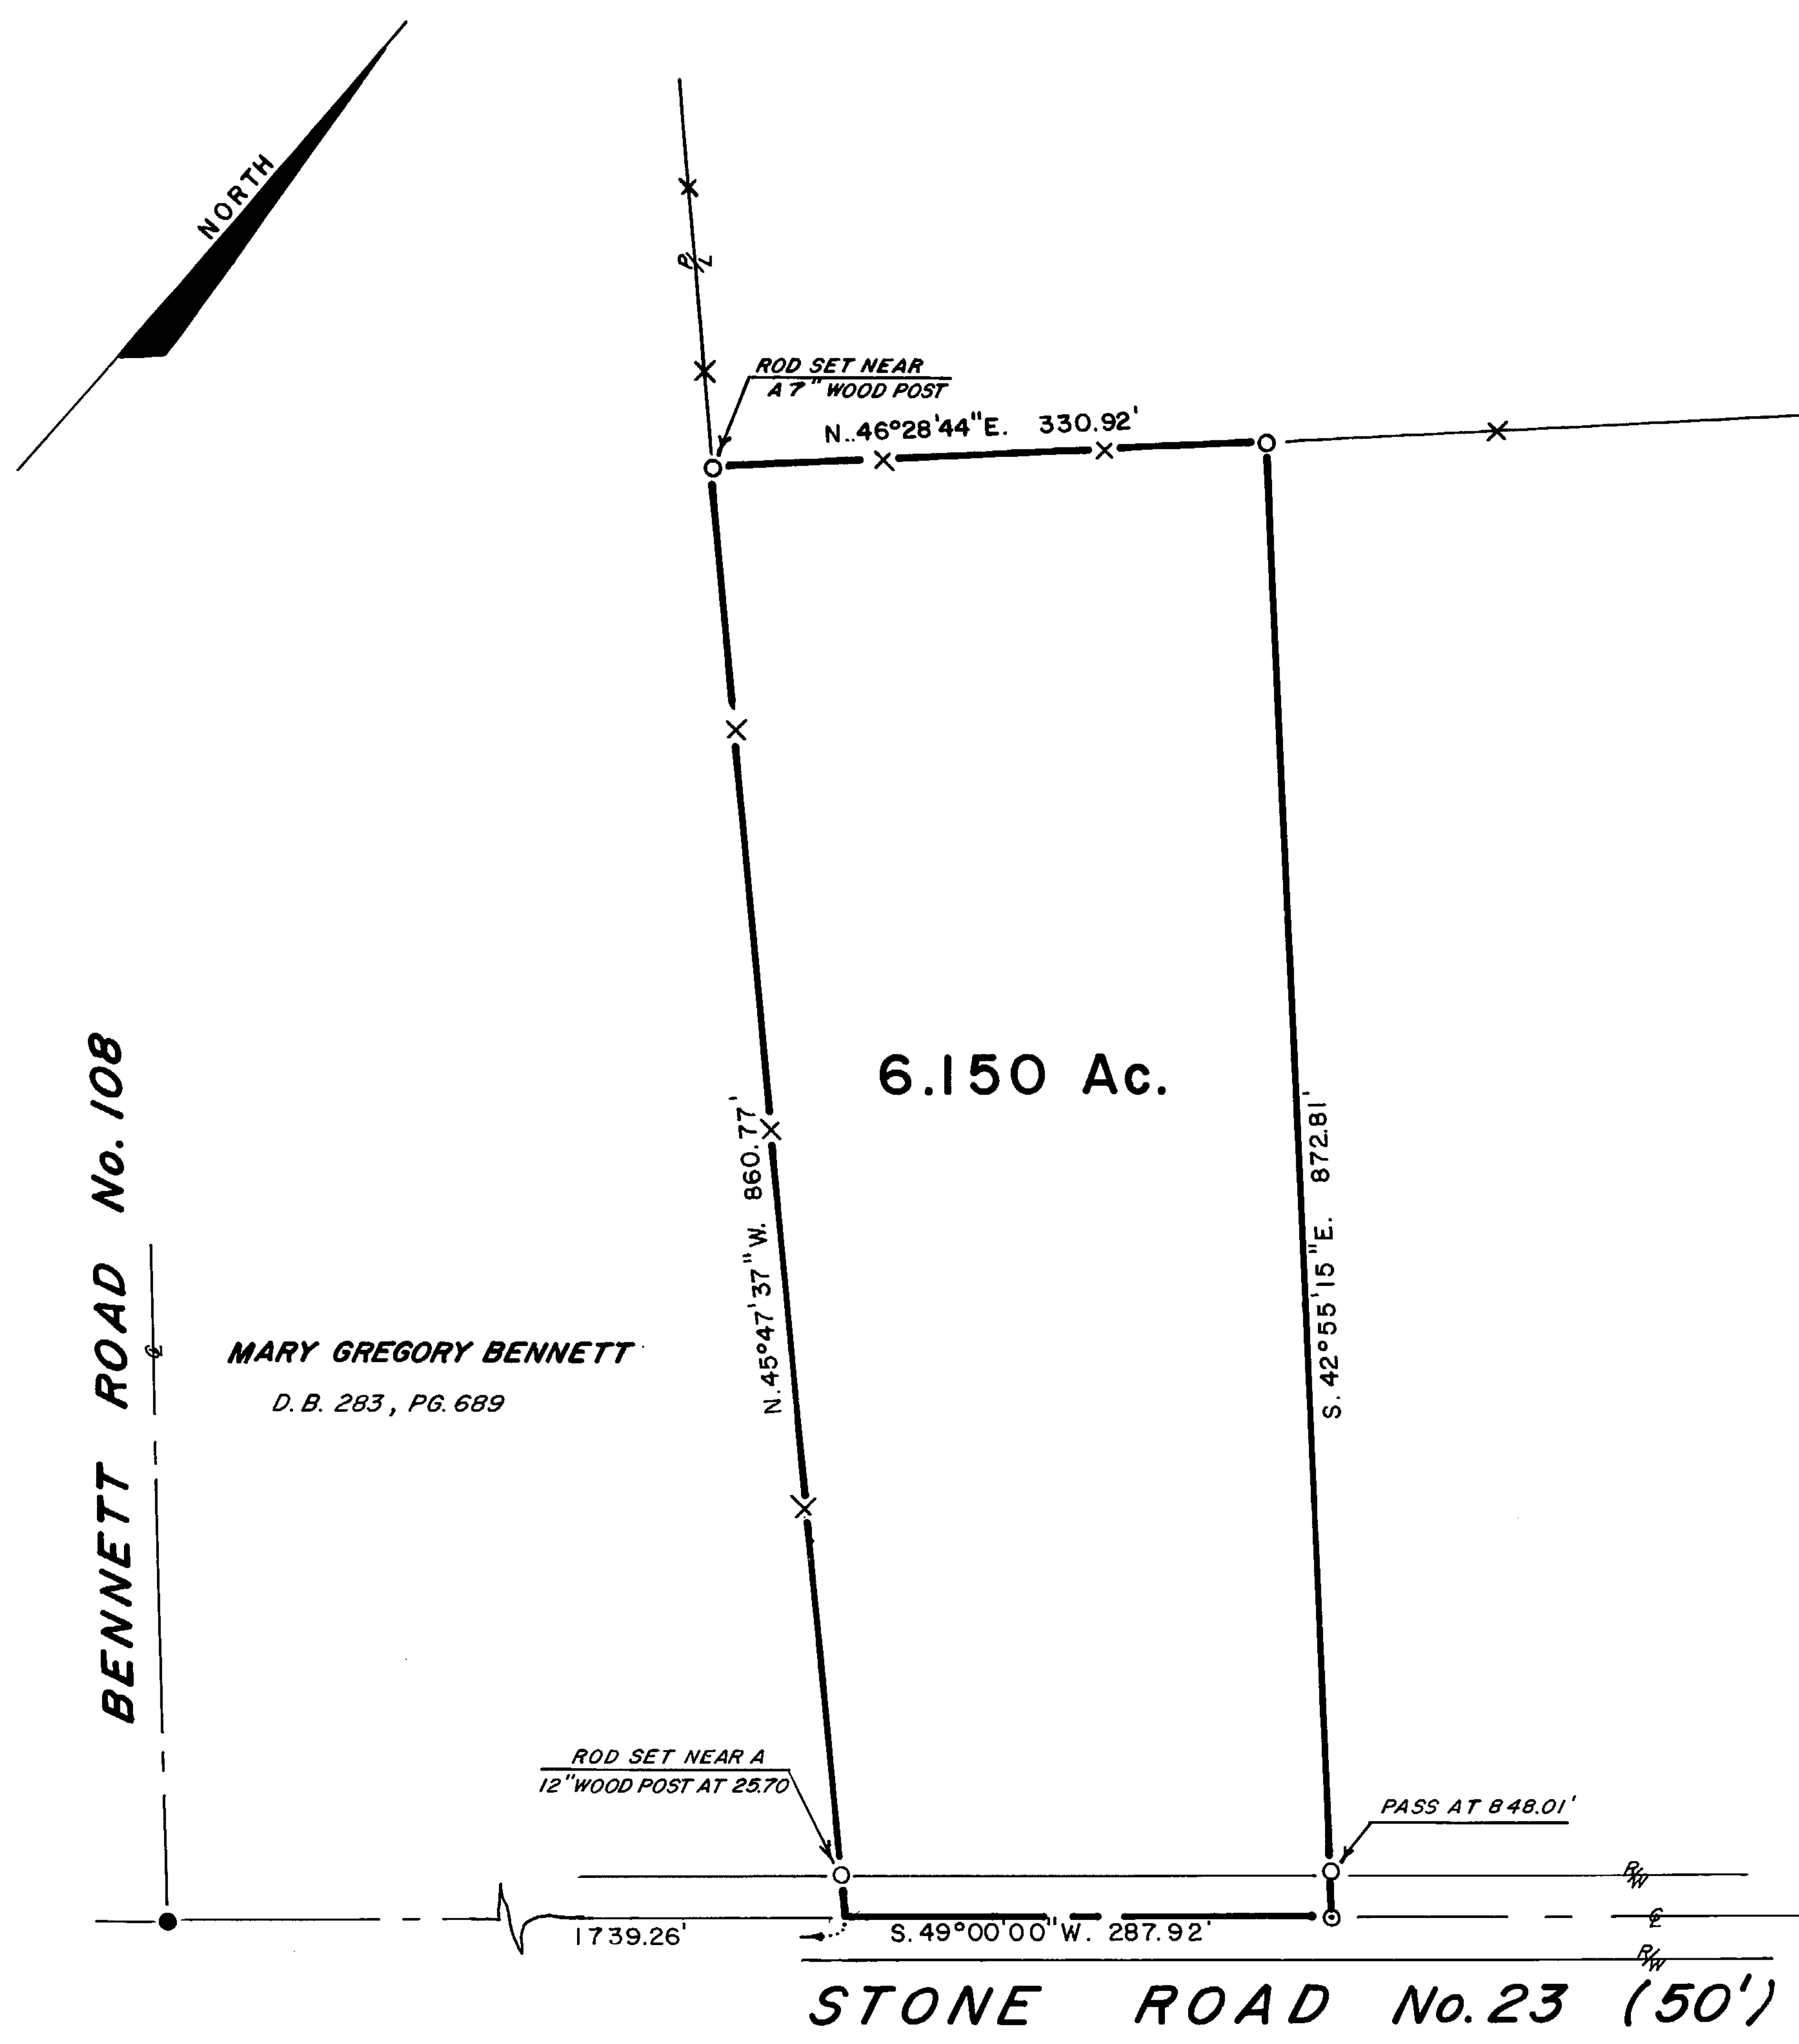 NORTH
P/L
ROD SET NEAR
A 7" WOOD POST
N. 46°28'44"E. 330.92'
6.150 Ac.
N. 45°47'37"W. 860.77'
S. 42°55'15"E. 872.81'
BENNETT ROAD No. 108
℄
MARY GREGORY BENNETT
D. B. 283, PG. 689
ROD SET NEAR A
12" WOOD POST AT 25.70
PASS AT 848.01'
R/W
℄
1739.26'
S. 49°00'00"W. 287.92'
R/W
STONE ROAD No. 23 (50')